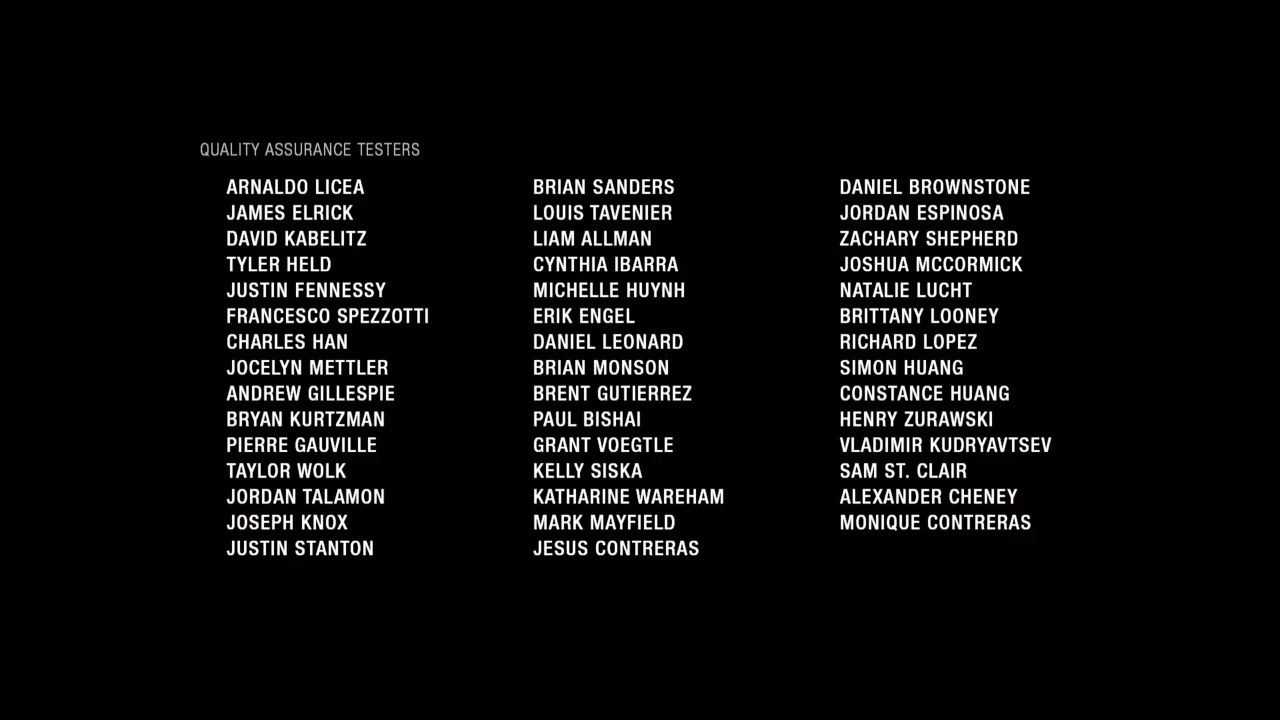 QUALITY ASSURANCE TESTERS
ARNALDO LICEA
JAMES ELRICK
DAVID KABELITZ
TYLER HELD
JUSTIN FENNESSY
FRANCESCO SPEZZOTTI
CHARLES HAN
JOCELYN METTLER
ANDREW GILLESPIE
BRYAN KURTZMAN
PIERRE GAUVILLE
TAYLOR WOLK
JORDAN TALAMON
JOSEPH KNOX
JUSTIN STANTON
BRIAN SANDERS
LOUIS TAVENIER
LIAM ALLMAN
CYNTHIA IBARRA
MICHELLE HUYNH
ERIK ENGEL
DANIEL LEONARD
BRIAN MONSON
BRENT GUTIERREZ
PAUL BISHAI
GRANT VOEGTLE
KELLY SISKA
KATHARINE WAREHAM
MARK MAYFIELD
JESUS CONTRERAS
DANIEL BROWNSTONE
JORDAN ESPINOSA
ZACHARY SHEPHERD
JOSHUA MCCORMICK
NATALIE LUCHT
BRITTANY LOONEY
RICHARD LOPEZ
SIMON HUANG
CONSTANCE HUANG
HENRY ZURAWSKI
VLADIMIR KUDRYAVTSEV
SAM ST. CLAIR
ALEXANDER CHENEY
MONIQUE CONTRERAS